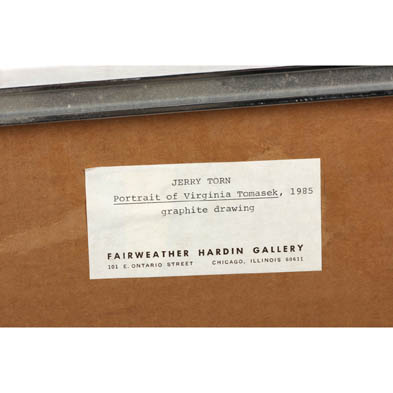 JERRY TORN
Portrait of Virginia Tomasek, 1985
graphite drawing
FAIRWEATHER HARDIN GALLERY
101 E. ONTARIO STREET CHICAGO, ILLINOIS 60611